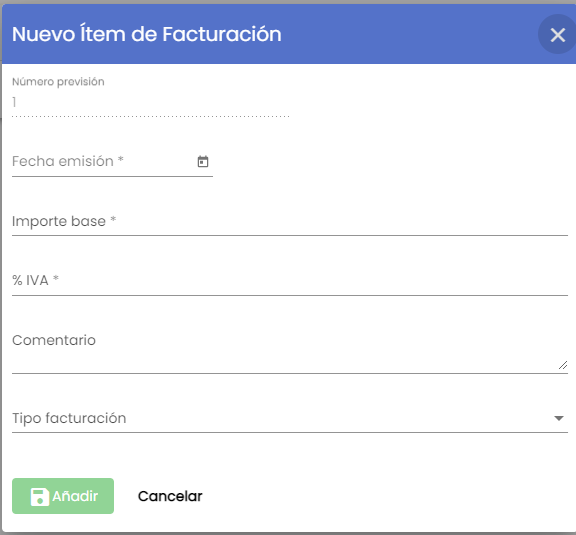 Nuevo Ítem de Facturación
Número previsión
1
Fecha emisión *
Importe base *
% IVA *
Comentario
Tipo facturación
Añadir Cancelar